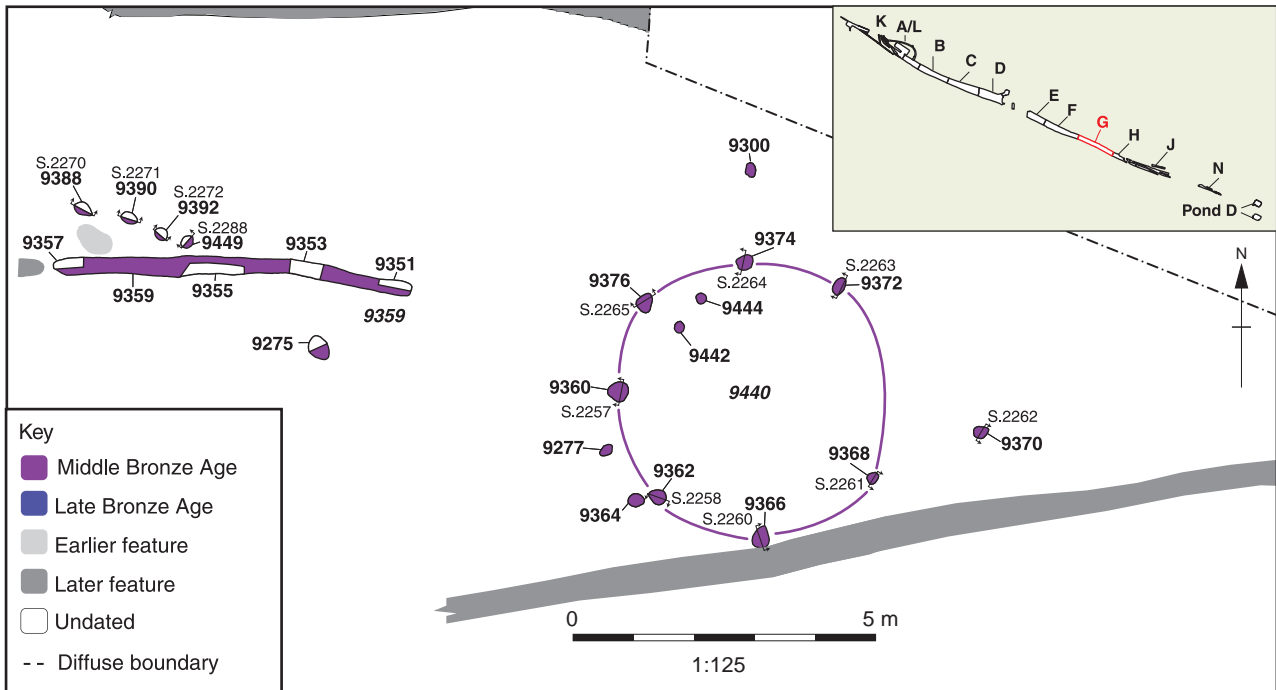 K
A/L
B
C
D
E
F
G
H
J
N
Pond D
9300
S.2270
9388
S.2271
9390
S.2272
9392
S.2288
9449
9357
9353
9351
9359
9355
9359
9275
9374
S.2264
S.2263
9372
9376
S.2265
9444
9442
9360
S.2257
9440
9277
9362
S.2258
9364
9368
S.2261
9366
S.2260
S.2262
9370
N
Key
Middle Bronze Age
Late Bronze Age
Earlier feature
Later feature
Undated
Diffuse boundary
0 5 m
1:125